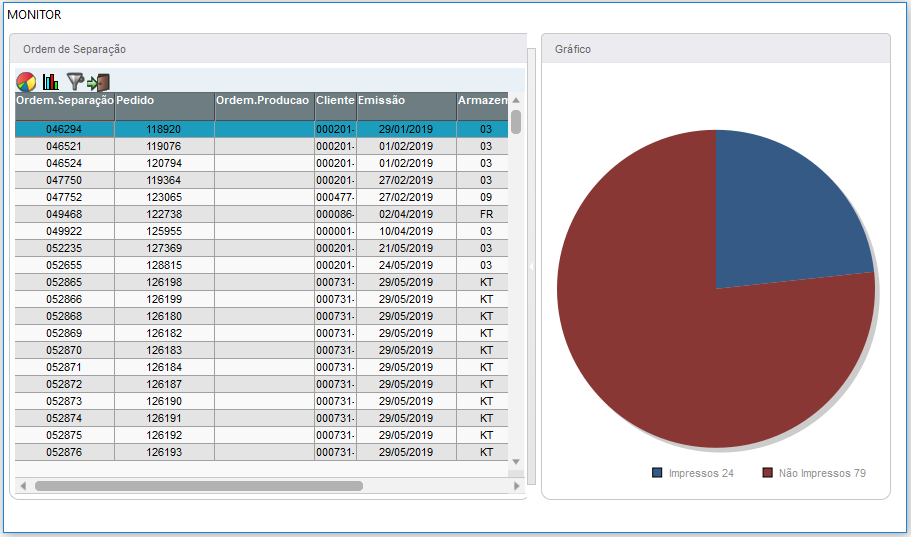 MONITOR
Ordem de Separação
Ordem.Separação Pedido Ordem.Producao Cliente Emissão Armazen
046294 118920 000201- 29/01/2019 03
046521 119076 000201- 01/02/2019 03
046524 120794 000201- 01/02/2019 03
047750 119364 000201- 27/02/2019 03
047752 123065 000477- 27/02/2019 09
049468 122738 000086- 02/04/2019 FR
049922 125955 000001- 10/04/2019 03
052235 127369 000201- 21/05/2019 03
052655 128815 000201- 24/05/2019 03
052865 126198 000731- 29/05/2019 KT
052866 126199 000731- 29/05/2019 KT
052868 126180 000731- 29/05/2019 KT
052869 126182 000731- 29/05/2019 KT
052870 126183 000731- 29/05/2019 KT
052871 126184 000731- 29/05/2019 KT
052872 126187 000731- 29/05/2019 KT
052873 126190 000731- 29/05/2019 KT
052874 126191 000731- 29/05/2019 KT
052875 126192 000731- 29/05/2019 KT
052876 126193 000731- 29/05/2019 KT
Gráfico
Impressos 24 Não Impressos 79